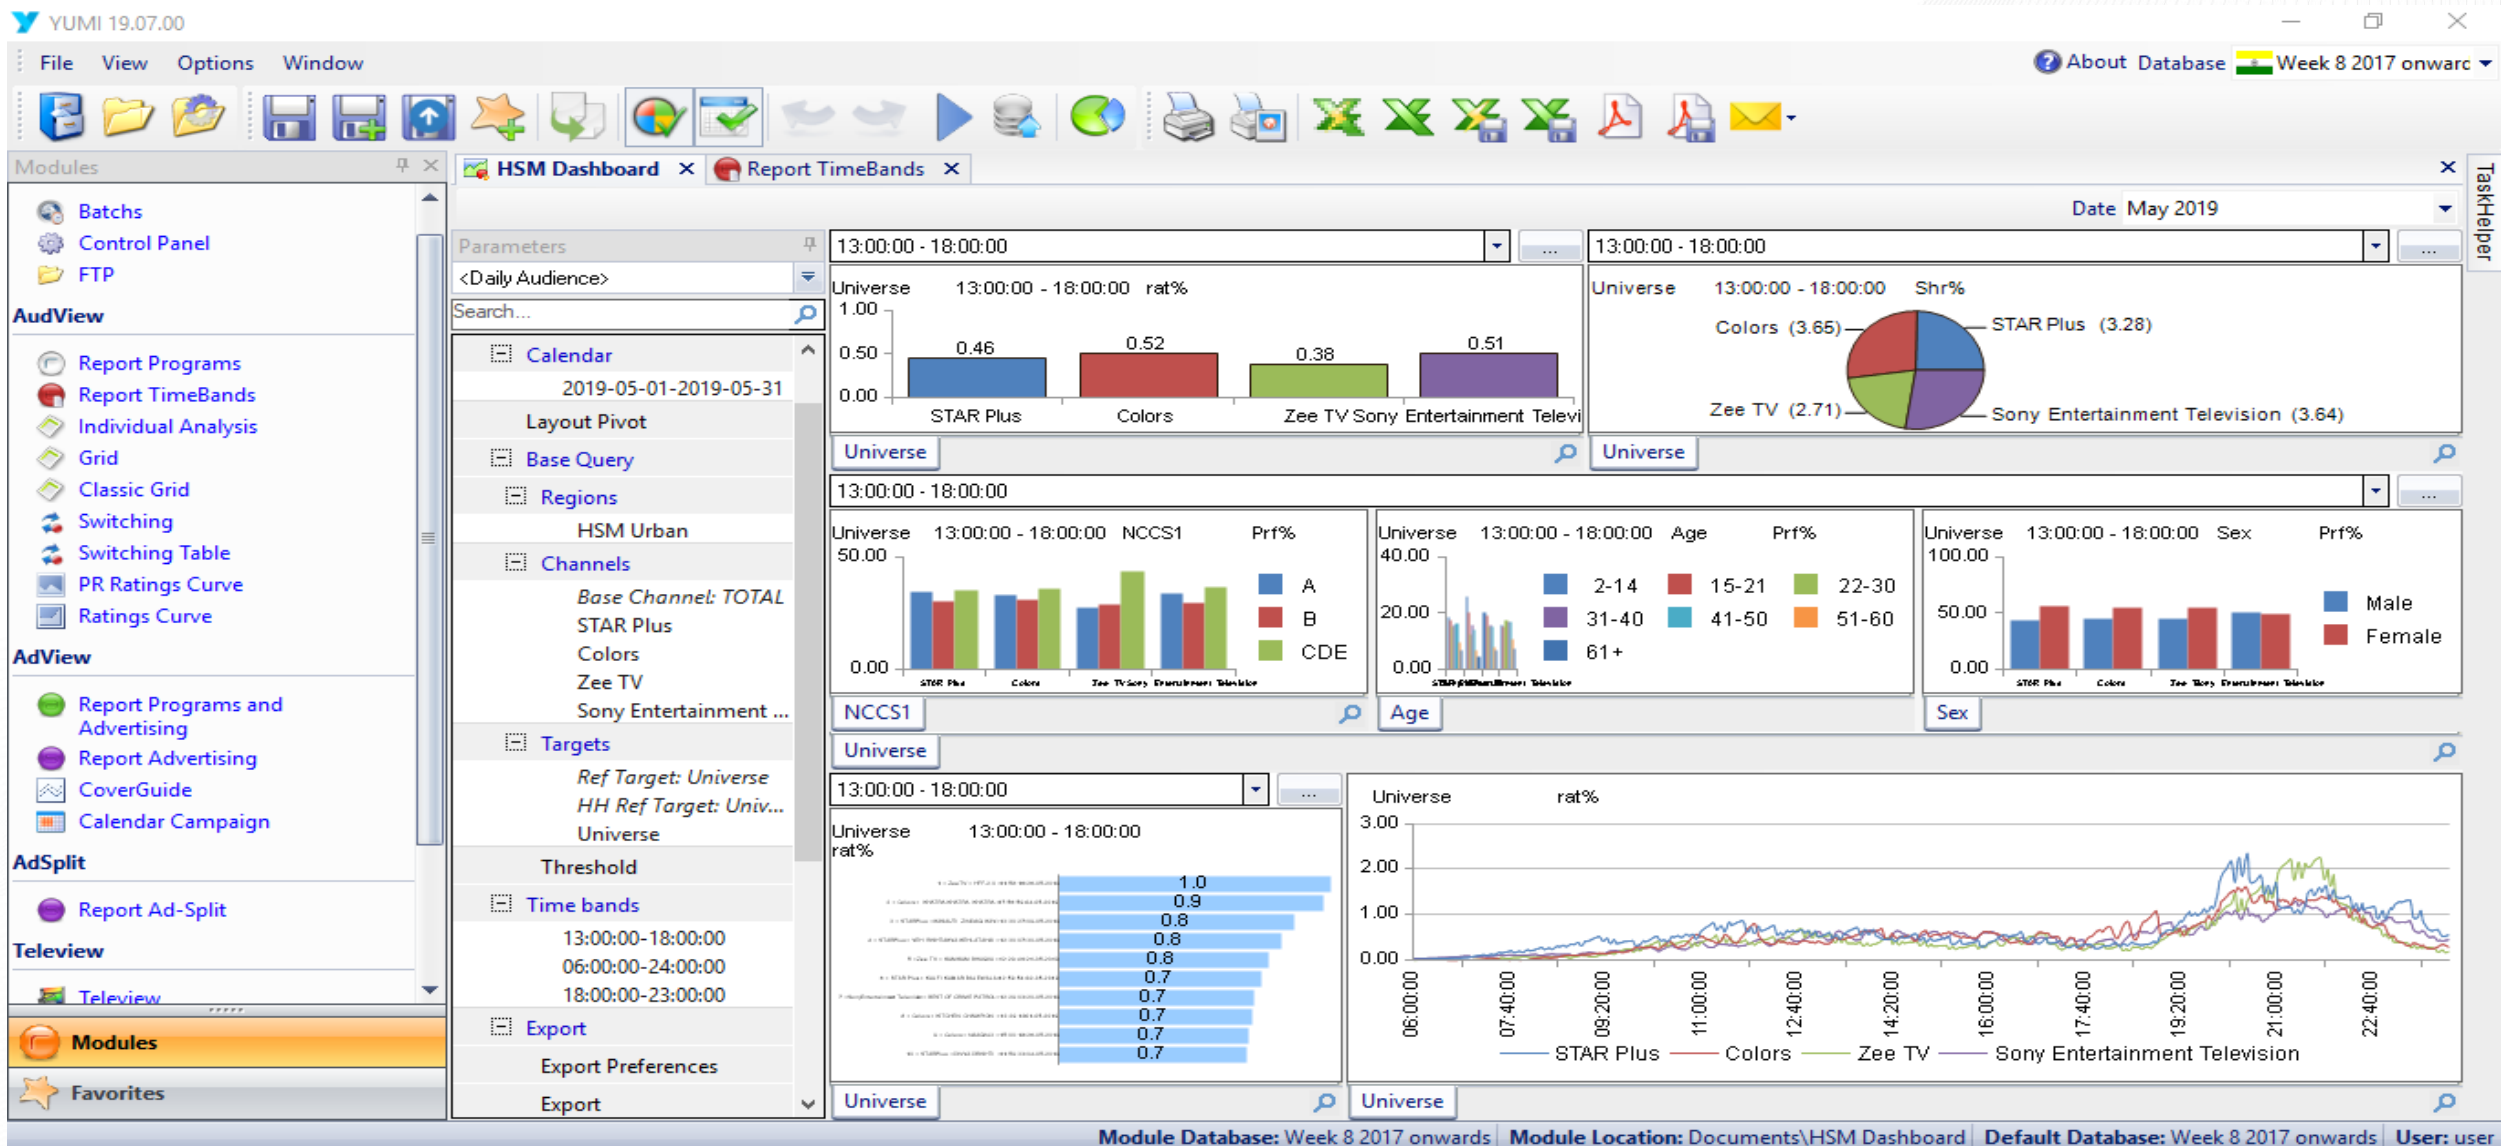 YUMI 19.07.00
File View Options Window
About Database Week 8 2017 onwarc
Modules
Batchs
Control Panel
FTP
AudView
Report Programs
Report TimeBands
Individual Analysis
Grid
Classic Grid
Switching
Switching Table
PR Ratings Curve
Ratings Curve
AdView
Report Programs and
Advertising
Report Advertising
CoverGuide
Calendar Campaign
AdSplit
Report Ad-Split
Teleview
Teleview
Modules
Favorites
HSM Dashboard
Report TimeBands
TaskHelper
Date May 2019
Parameters
<Daily Audience>
Search...
Calendar
2019-05-01-2019-05-31
Layout Pivot
Base Query
Regions
HSM Urban
Channels
Base Channel: TOTAL
STAR Plus
Colors
Zee TV
Sony Entertainment ...
Targets
Ref Target: Universe
HH Ref Target: Univ...
Universe
Threshold
Time bands
13:00:00-18:00:00
06:00:00-24:00:00
18:00:00-23:00:00
Export
Export Preferences
Export
13:00:00 - 18:00:00
...
Universe 13:00:00 - 18:00:00 rat%
1.00
0.50
0.00
0.46
0.52
0.38
0.51
STAR Plus Colors Zee TV Sony Entertainment Televi
Universe
13:00:00 - 18:00:00
...
Universe 13:00:00 - 18:00:00 Shr%
Colors (3.65)
STAR Plus (3.28)
Zee TV (2.71)
Sony Entertainment Television (3.64)
Universe
13:00:00 - 18:00:00
...
Universe 13:00:00 - 18:00:00 NCCS1 Prf%
50.00
0.00
A
B
CDE
STAR Plus Colors Zee TV Sony Entertainment Television
NCCS1
Universe 13:00:00 - 18:00:00 Age Prf%
40.00
20.00
0.00
2-14 15-21 22-30
31-40 41-50 51-60
61+
Age
Universe 13:00:00 - 18:00:00 Sex Prf%
100.00
50.00
0.00
Male
Female
STAR Plus Colors
Sex
Universe
13:00:00 - 18:00:00
...
Universe 13:00:00 - 18:00:00
rat%
1.0
0.9
0.8
0.8
0.8
0.7
0.7
0.7
0.7
0.7
Universe
Universe rat%
3.00
2.00
1.00
0.00
06:00:00 07:40:00 09:20:00 11:00:00 12:40:00 14:20:00 16:00:00 17:40:00 19:20:00 21:00:00 22:40:00
STAR Plus Colors Zee TV Sony Entertainment Television
Universe
Module Database: Week 8 2017 onwards Module Location: Documents\HSM Dashboard Default Database: Week 8 2017 onwards User: user